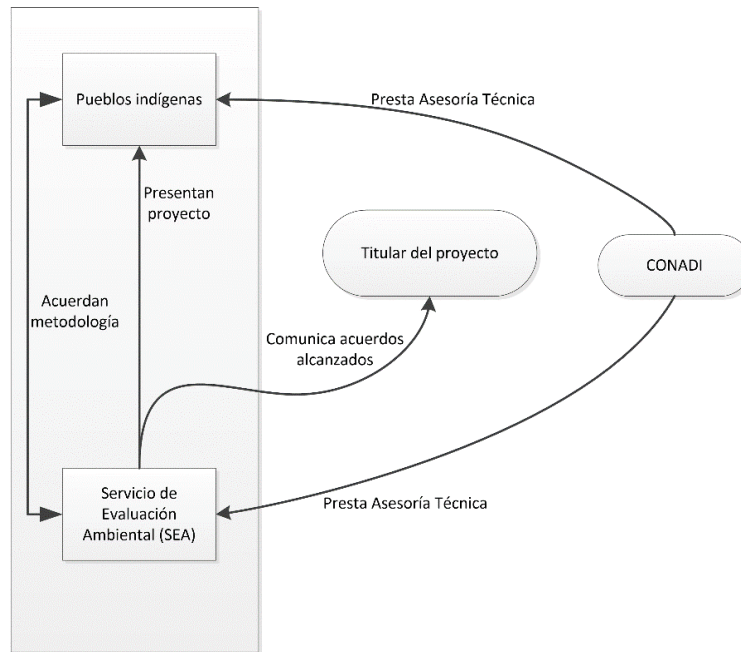 Pueblos indígenas
Presta Asesoría Técnica
Presentan
proyecto
Titular del proyecto
CONADI
Acuerdan
metodología
Comunica acuerdos
alcanzados
Servicio de
Evaluación
Ambiental (SEA)
Presta Asesoría Técnica